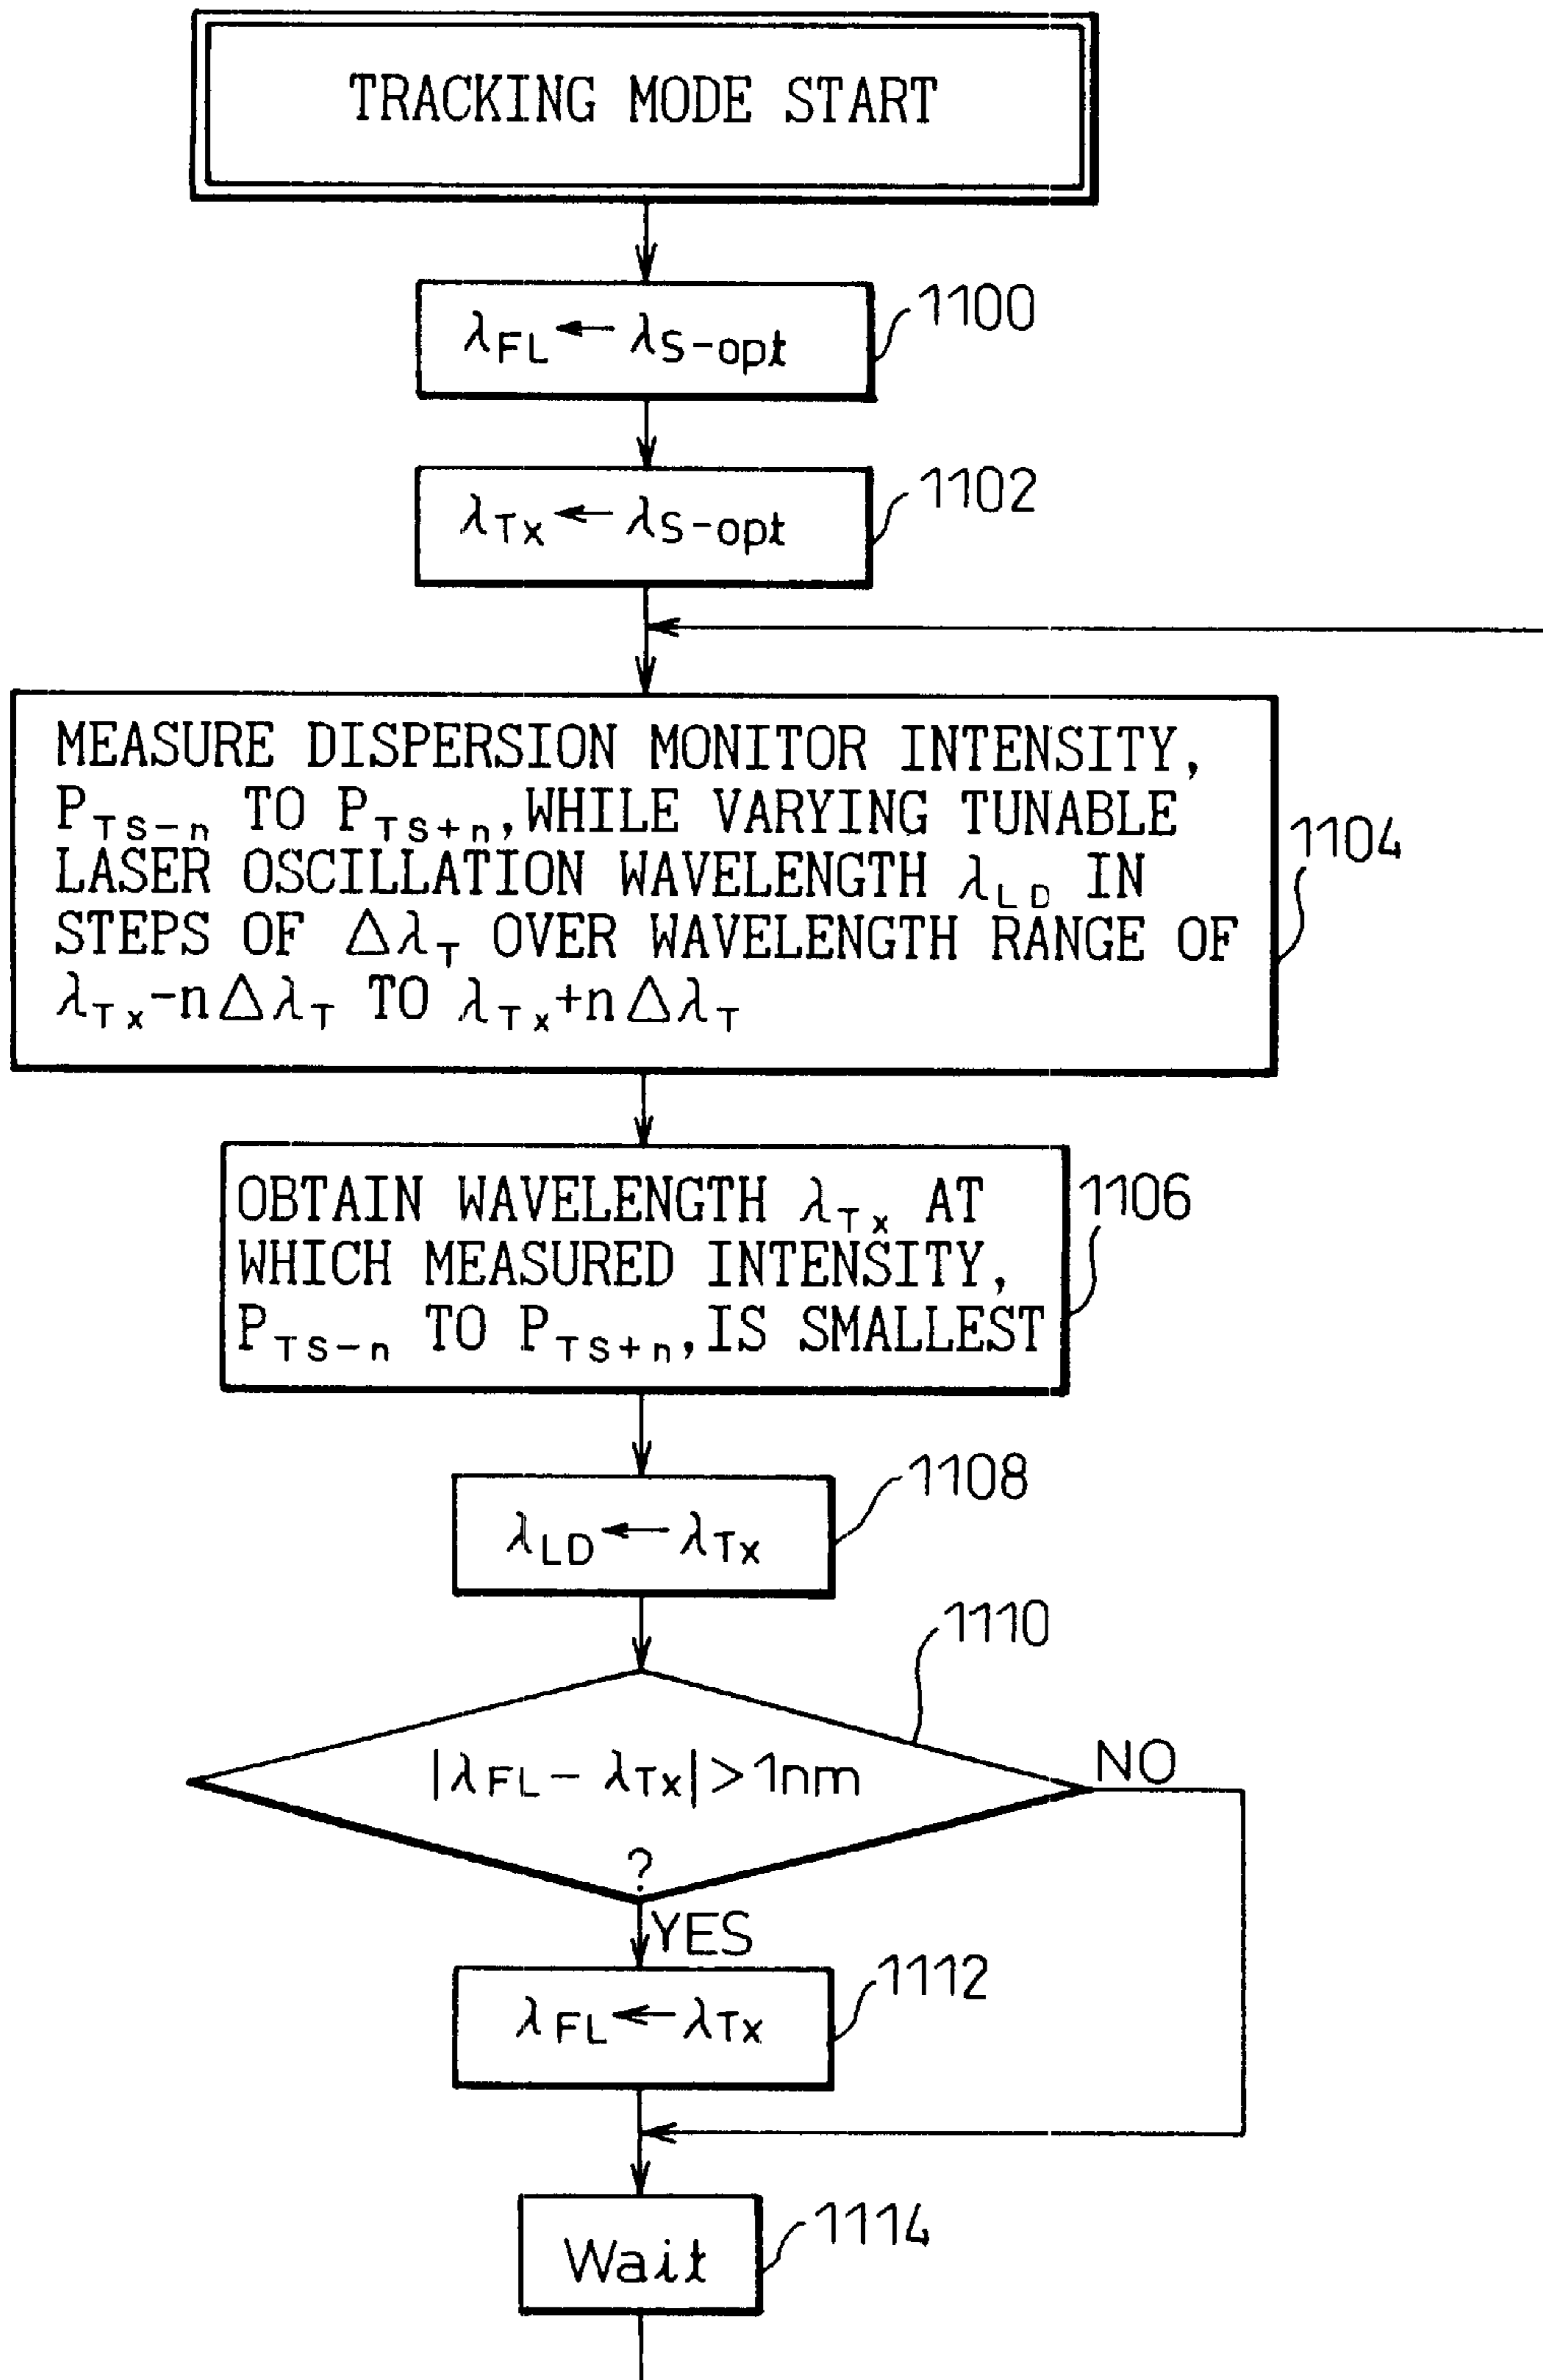 TRACKING MODE START
1100
λFL ← λS-opt
1102
λTx ← λS-opt
MEASURE DISPERSION MONITOR INTENSITY,
PTS-n TO PTS+n, WHILE VARYING TUNABLE
LASER OSCILLATION WAVELENGTH λLD IN
STEPS OF ΔλT OVER WAVELENGTH RANGE OF
λTx-nΔλT TO λTx+nΔλT
1104
OBTAIN WAVELENGTH λTx AT
WHICH MEASURED INTENSITY,
PTS-n TO PTS+n, IS SMALLEST
1106
1108
λLD ← λTx
1110
|λFL - λTx| > 1nm
?
NO
YES
1112
λFL ← λTx
1114
Wait